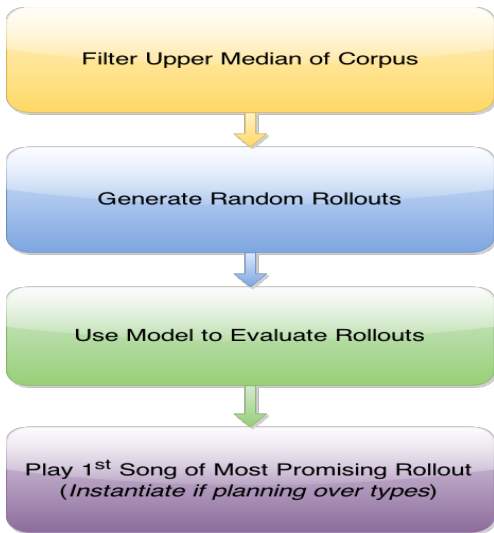 Filter Upper Median of Corpus
Generate Random Rollouts
Use Model to Evaluate Rollouts
Play 1st Song of Most Promising Rollout
(Instantiate if planning over types)